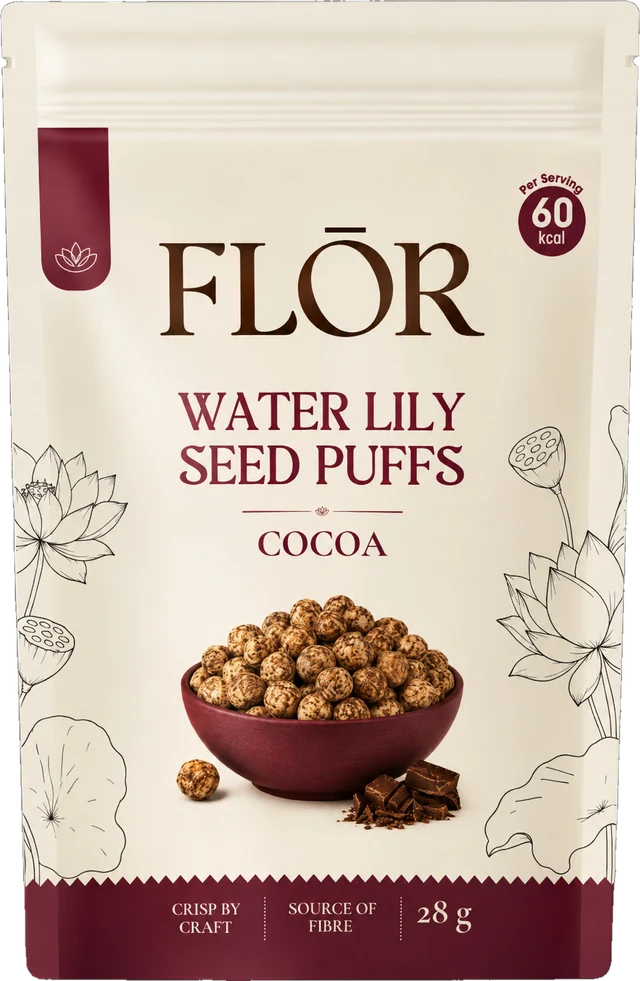 Per Serving
60
kcal
FLŌR
WATER LILY
SEED PUFFS
COCOA
CRISP BY
CRAFT
SOURCE OF
FIBRE
28 g